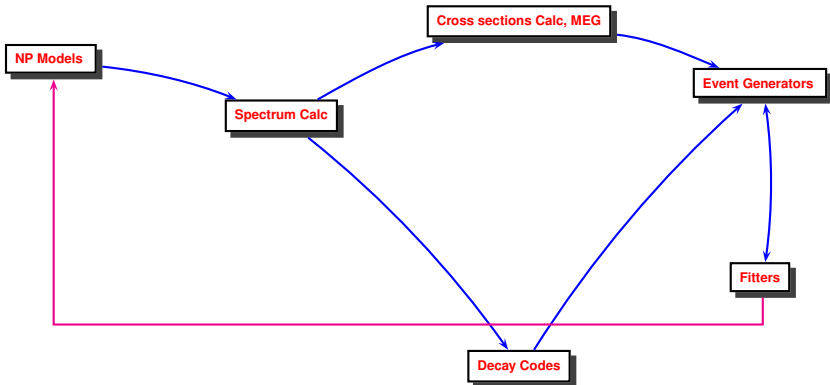 Cross sections Calc, MEG
NP Models
Event Generators
Spectrum Calc
Fitters
Decay Codes